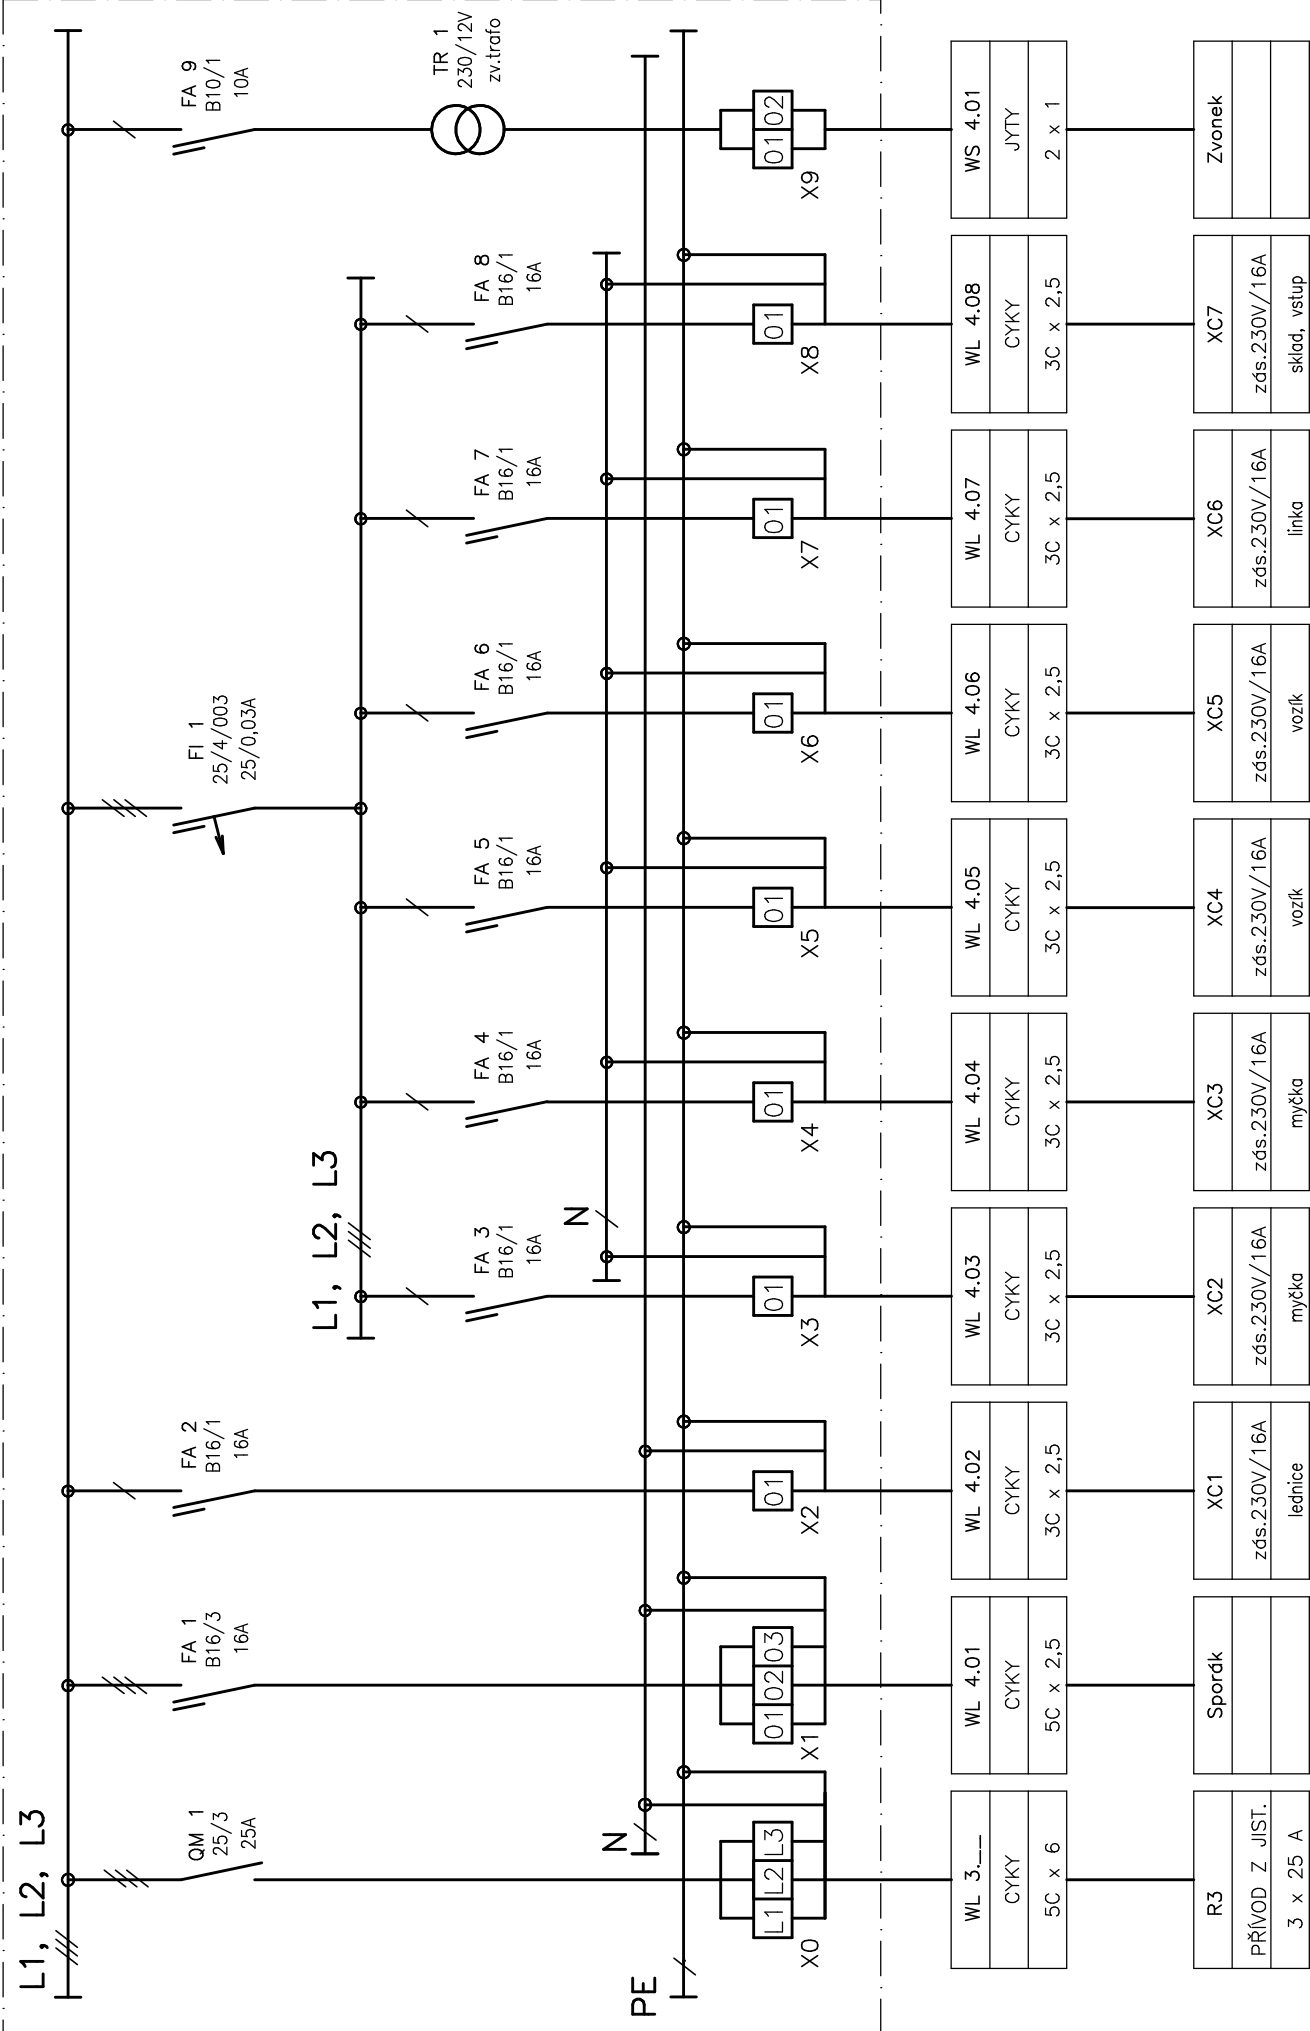 L1, L2, L3
QM 1
25/3
25A
FA 1
B16/3
16A
FA 2
B16/1
16A
FI 1
25/4/003
25/0,03A
FA 9
B10/1
10A
L1, L2, L3
FA 3
B16/1
16A
FA 4
B16/1
16A
FA 5
B16/1
16A
FA 6
B16/1
16A
FA 7
B16/1
16A
FA 8
B16/1
16A
TR 1
230/12V
zv.trafo
N
N
PE
L1 L2 L3
X0
01 02 03
X1
01
X2
01
X3
01
X4
01
X5
01
X6
01
X7
01
X8
01 02
X9
WL 3.__
CYKY
5C x 6
WL 4.01
CYKY
5C x 2,5
WL 4.02
CYKY
3C x 2,5
WL 4.03
CYKY
3C x 2,5
WL 4.04
CYKY
3C x 2,5
WL 4.05
CYKY
3C x 2,5
WL 4.06
CYKY
3C x 2,5
WL 4.07
CYKY
3C x 2,5
WL 4.08
CYKY
3C x 2,5
WS 4.01
JYTY
2 x 1
R3
PŘÍVOD Z JIST.
3 x 25 A
Sporák
XC1
zás.230V/16A
lednice
XC2
zás.230V/16A
myčka
XC3
zás.230V/16A
myčka
XC4
zás.230V/16A
vozík
XC5
zás.230V/16A
vozík
XC6
zás.230V/16A
linka
XC7
zás.230V/16A
sklad, vstup
Zvonek